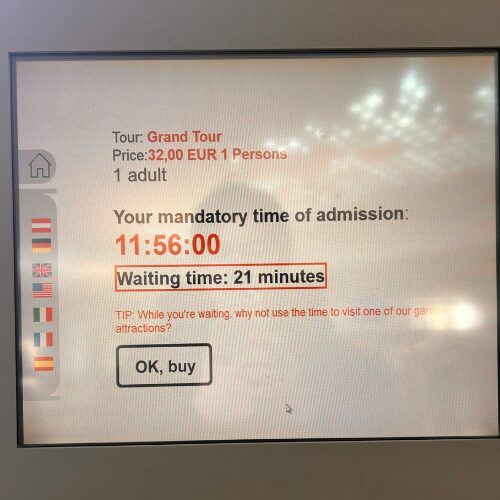 Tour: Grand Tour
Price:32,00 EUR 1 Persons
1 adult
Your mandatory time of admission:
11:56:00
Waiting time: 21 minutes
TIP: While you're waiting, why not use the time to visit one of our garden
attractions?
OK, buy